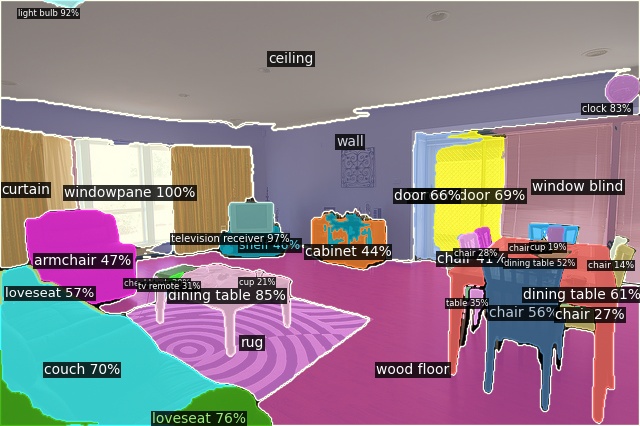 light bulb 92%
ceiling
clock 83%
wall
curtain
windowpane 100%
door 66%
door 69%
window blind
television receiver 97%
shelf 46%
cabinet 44%
armchair 47%
chair 28%
chair
cup 19%
dining table 52%
chair 14%
loveseat 57%
tv remote 31%
cup 21%
dining table 85%
table 35%
dining table 61%
chair 56%
chair 27%
rug
couch 70%
wood floor
loveseat 76%